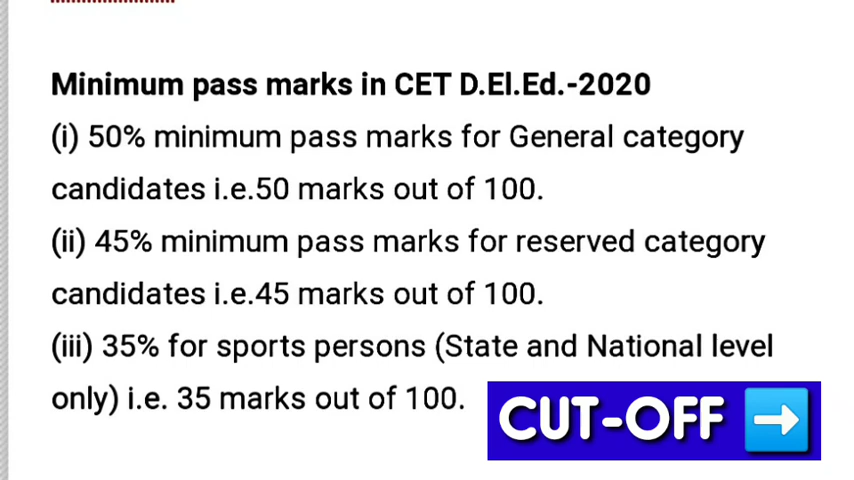 Minimum pass marks in CET D.El.Ed.-2020
(i) 50% minimum pass marks for General category
candidates i.e.50 marks out of 100.
(ii) 45% minimum pass marks for reserved category
candidates i.e.45 marks out of 100.
(iii) 35% for sports persons (State and National level
only) i.e. 35 marks out of 100.
CUT-OFF ➡